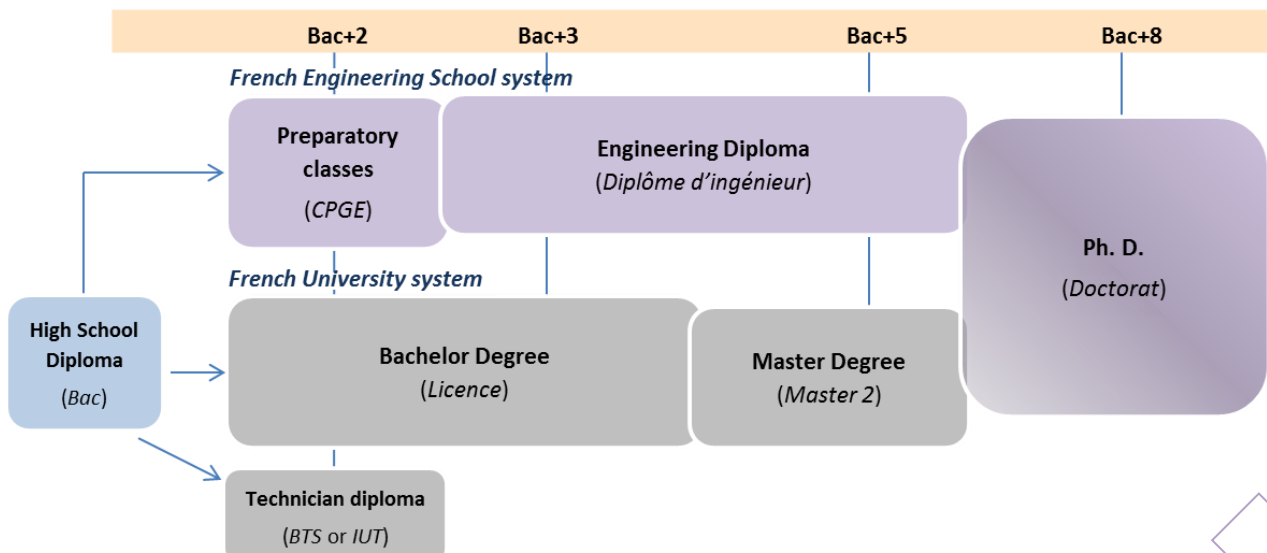 Bac+2 Bac+3 Bac+5 Bac+8
French Engineering School system
Preparatory
classes
(CPGE)
Engineering Diploma
(Diplôme d’ingénieur)
Ph. D.
(Doctorat)
French University system
High School
Diploma
(Bac)
Bachelor Degree
(Licence)
Master Degree
(Master 2)
Technician diploma
(BTS or IUT)